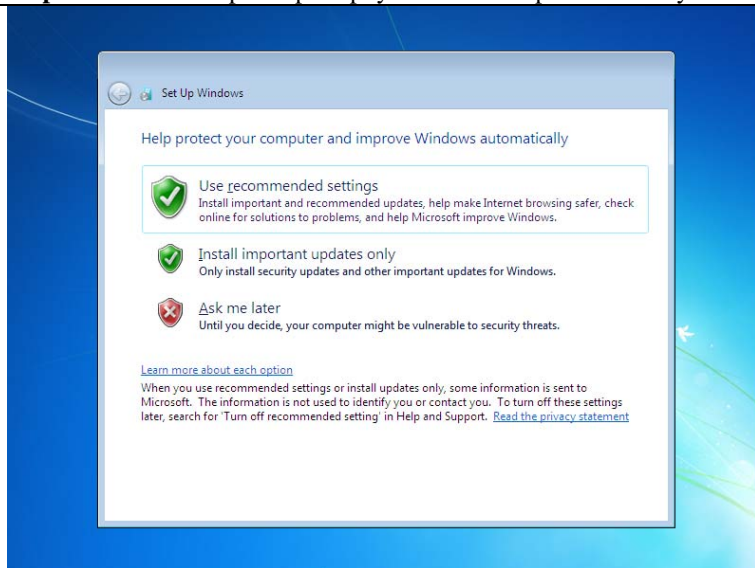 Set Up Windows
Help protect your computer and improve Windows automatically
Use recommended settings
Install important and recommended updates, help make Internet browsing safer, check
online for solutions to problems, and help Microsoft improve Windows.
Install important updates only
Only install security updates and other important updates for Windows.
Ask me later
Until you decide, your computer might be vulnerable to security threats.
Learn more about each option
When you use recommended settings or install updates only, some information is sent to
Microsoft. The information is not used to identify you or contact you. To turn off these settings
later, search for 'Turn off recommended setting' in Help and Support. Read the privacy statement